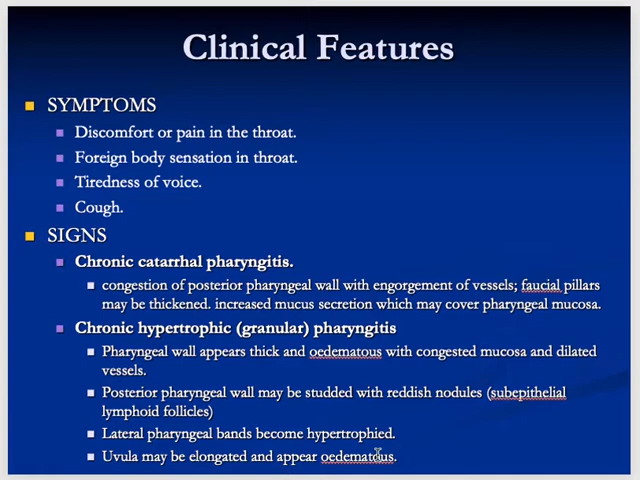 Clinical Features
SYMPTOMS
Discomfort or pain in the throat.
Foreign body sensation in throat.
Tiredness of voice.
Cough.
SIGNS
Chronic catarrhal pharyngitis.
congestion of posterior pharyngeal wall with engorgement of vessels; faucial pillars
may be thickened. increased mucus secretion which may cover pharyngeal mucosa.
Chronic hypertrophic (granular) pharyngitis
Pharyngeal wall appears thick and oedematous with congested mucosa and dilated
vessels.
Posterior pharyngeal wall may be studded with reddish nodules (subepithelial
lymphoid follicles)
Lateral pharyngeal bands become hypertrophied.
Uvula may be elongated and appear oedematous.